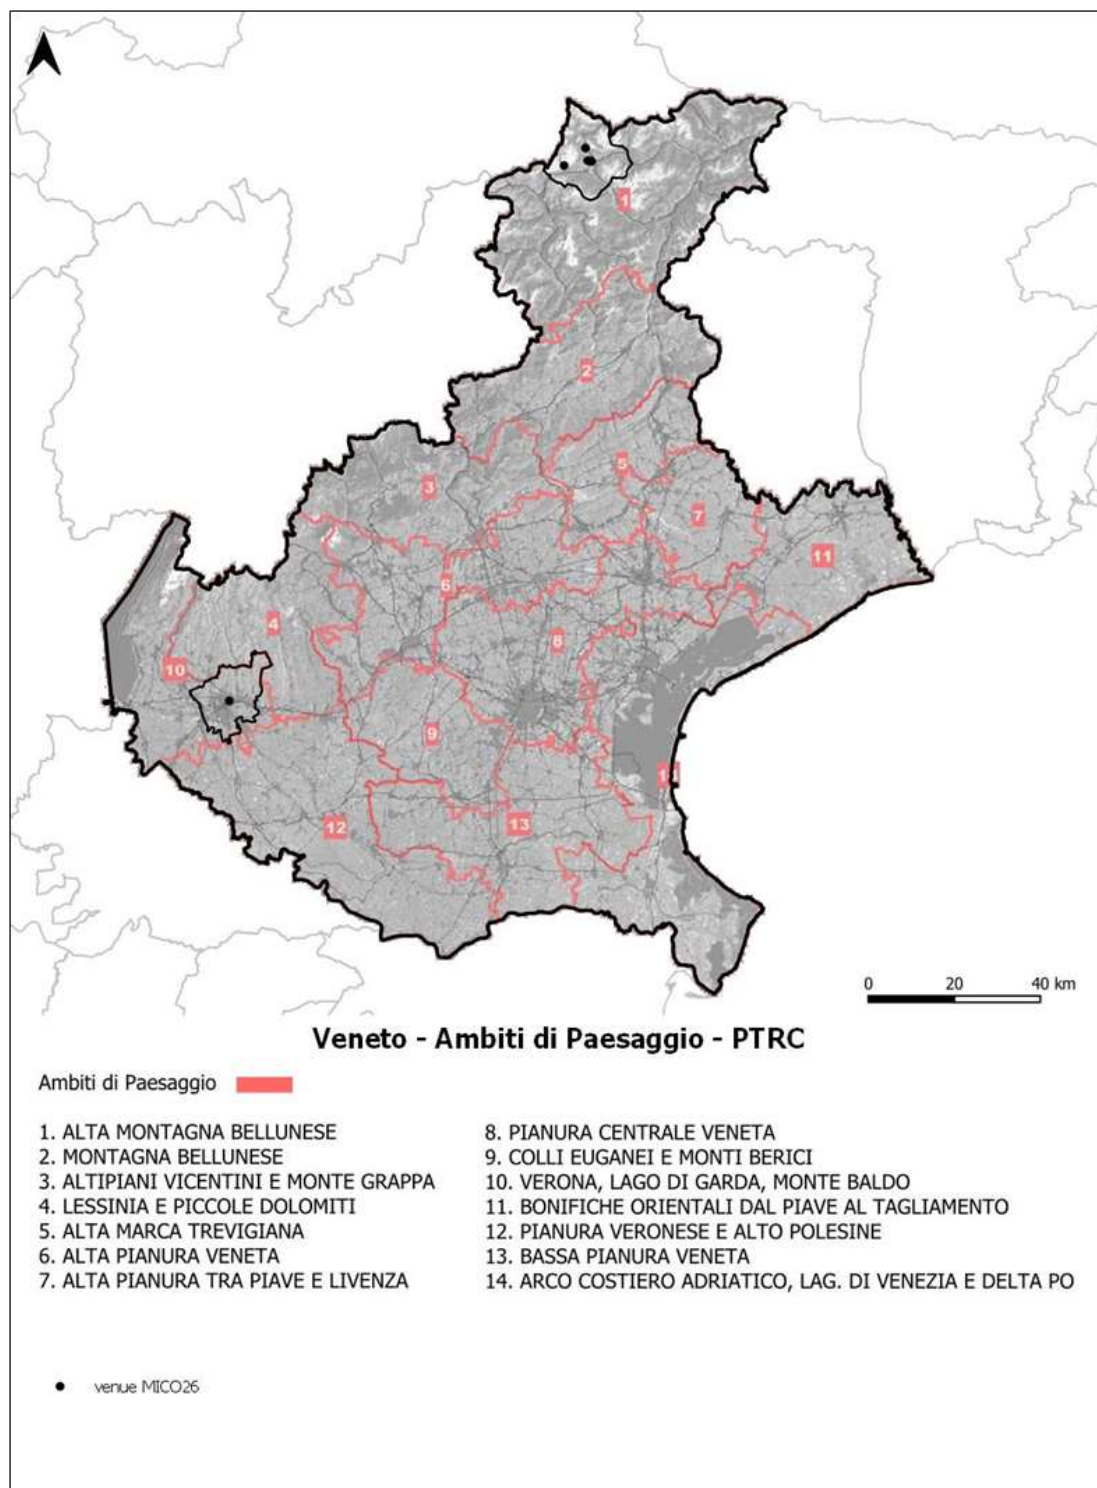 1
2
3
5
7
11
6
4
8
10
9
12
13
0 20 40 km
Veneto - Ambiti di Paesaggio - PTRC
Ambiti di Paesaggio
1. ALTA MONTAGNA BELLUNESE
2. MONTAGNA BELLUNESE
3. ALTIPIANI VICENTINI E MONTE GRAPPA
4. LESSINIA E PICCOLE DOLOMITI
5. ALTA MARCA TREVIGIANA
6. ALTA PIANURA VENETA
7. ALTA PIANURA TRA PIAVE E LIVENZA
8. PIANURA CENTRALE VENETA
9. COLLI EUGANEI E MONTI BERICI
10. VERONA, LAGO DI GARDA, MONTE BALDO
11. BONIFICHE ORIENTALI DAL PIAVE AL TAGLIAMENTO
12. PIANURA VERONESE E ALTO POLESINE
13. BASSA PIANURA VENETA
14. ARCO COSTIERO ADRIATICO, LAG. DI VENEZIA E DELTA PO
venue MICO26